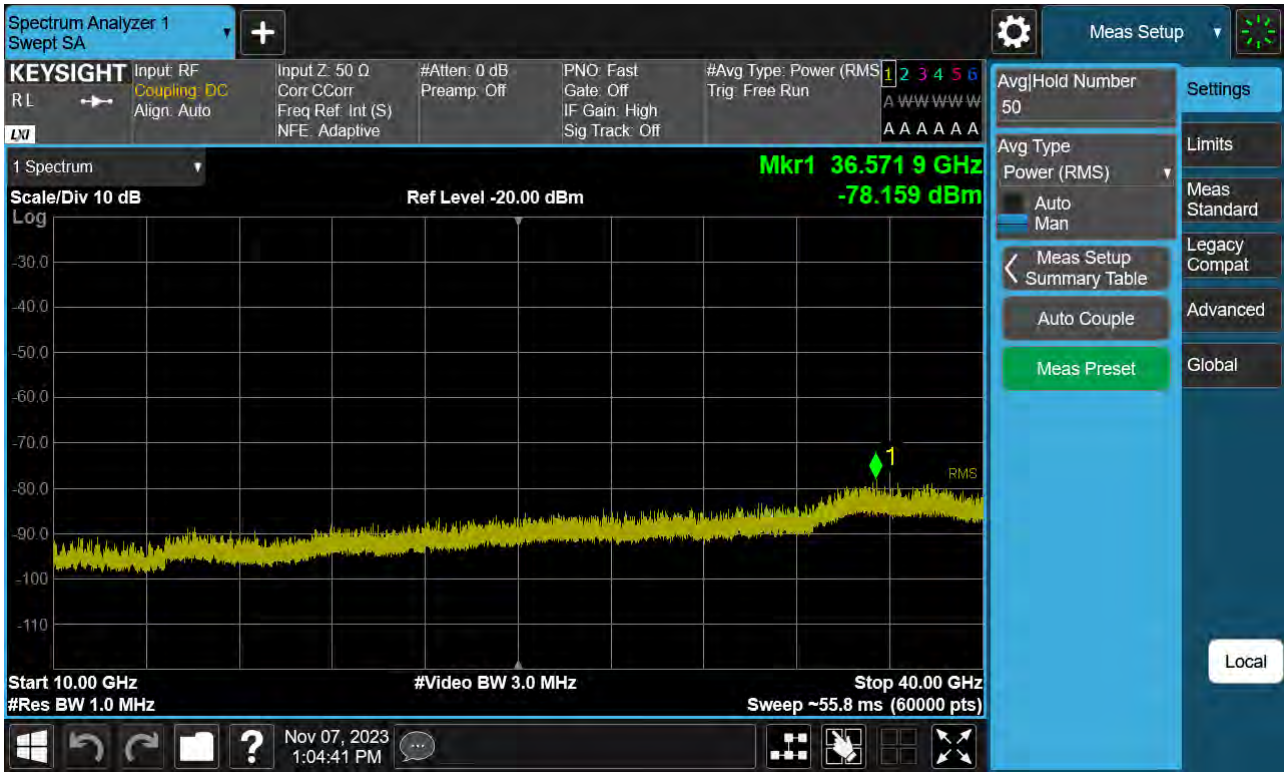 Spectrum Analyzer 1
Swept SA
+
Meas Setup
KEYSIGHT
RL
LXI
Input: RF
Coupling: DC
Align: Auto
Input Z: 50 Ω
Corr CCorr
Freq Ref: Int (S)
NFE: Adaptive
#Atten: 0 dB
Preamp: Off
PNO: Fast
Gate: Off
IF Gain: High
Sig Track: Off
#Avg Type: Power (RMS
Trig: Free Run
1 2 3 4 5 6
A W W W W W
A A A A A A
1 Spectrum
Scale/Div 10 dB
Log
Ref Level -20.00 dBm
Mkr1 36.571 9 GHz
-78.159 dBm
-30.0
-40.0
-50.0
-60.0
-70.0
-80.0
-90.0
-100
-110
1
RMS
Start 10.00 GHz
#Res BW 1.0 MHz
#Video BW 3.0 MHz
Stop 40.00 GHz
Sweep ~55.8 ms (60000 pts)
Avg|Hold Number
50
Avg Type
Power (RMS)
Auto
Man
Meas Setup
Summary Table
Auto Couple
Meas Preset
Settings
Limits
Meas
Standard
Legacy
Compat
Advanced
Global
Local
?
Nov 07, 2023
1:04:41 PM